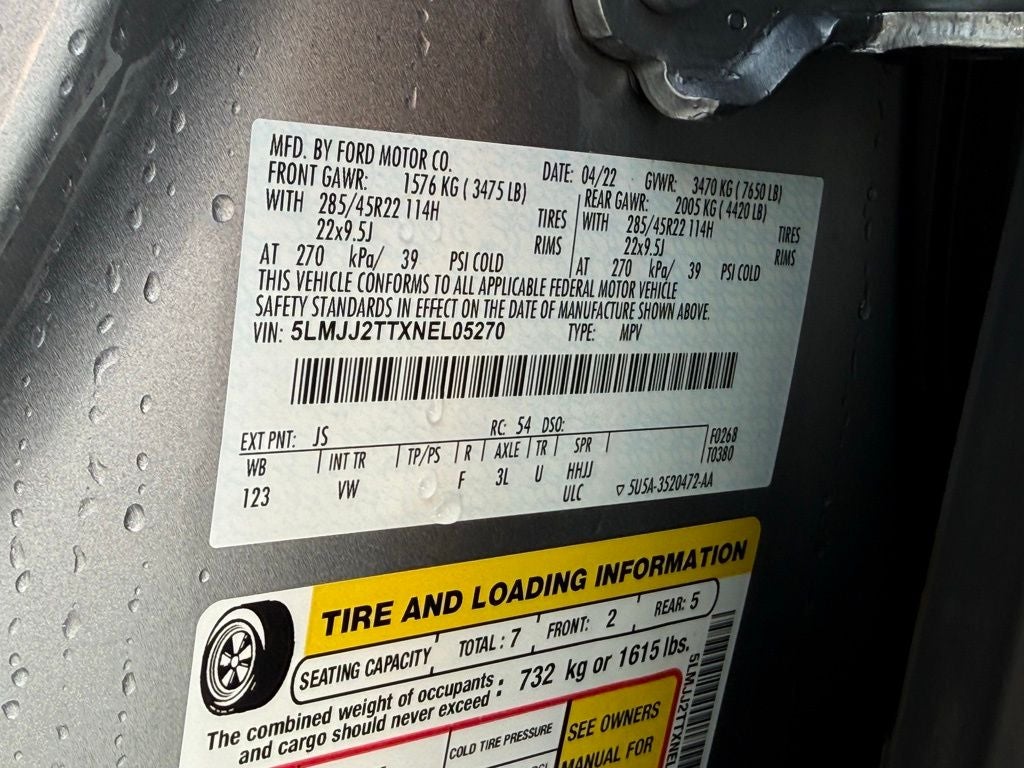 MFD. BY FORD MOTOR CO.
DATE: 04/22 GVWR: 3470 KG ( 7650 LB)
FRONT GAWR: 1576 KG ( 3475 LB)
REAR GAWR: 2005 KG ( 4420 LB)
WITH 285/45R22 114H TIRES
WITH 285/45R22 114H TIRES
22x9.5J RIMS
22x9.5J RIMS
AT 270 kPa/ 39 PSI COLD
AT 270 kPa/ 39 PSI COLD
THIS VEHICLE CONFORMS TO ALL APPLICABLE FEDERAL MOTOR VEHICLE
SAFETY STANDARDS IN EFFECT ON THE DATE OF MANUFACTURE SHOWN ABOVE.
VIN: 5LMJJ2TTXNEL05270 TYPE: MPV
EXT PNT: JS RC: 54 DSO:
F0268
T0380
WB INT TR TP/PS R AXLE TR SPR
123 VW F 3L U HHJJ
ULC ▽ 5U5A-3520472-AA
TIRE AND LOADING INFORMATION
SEATING CAPACITY TOTAL : 7 FRONT: 2 REAR: 5
The combined weight of occupants
and cargo should never exceed : 732 kg or 1615 lbs.
COLD TIRE PRESSURE
SEE OWNERS
MANUAL FOR
5LMJJ2TTXNEL